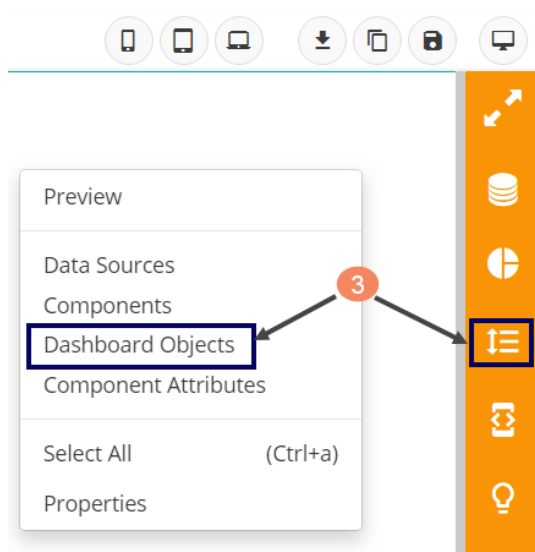 Preview
Data Sources
3
Components
Dashboard Objects
Component Attributes
Select All (Ctrl+a)
Properties